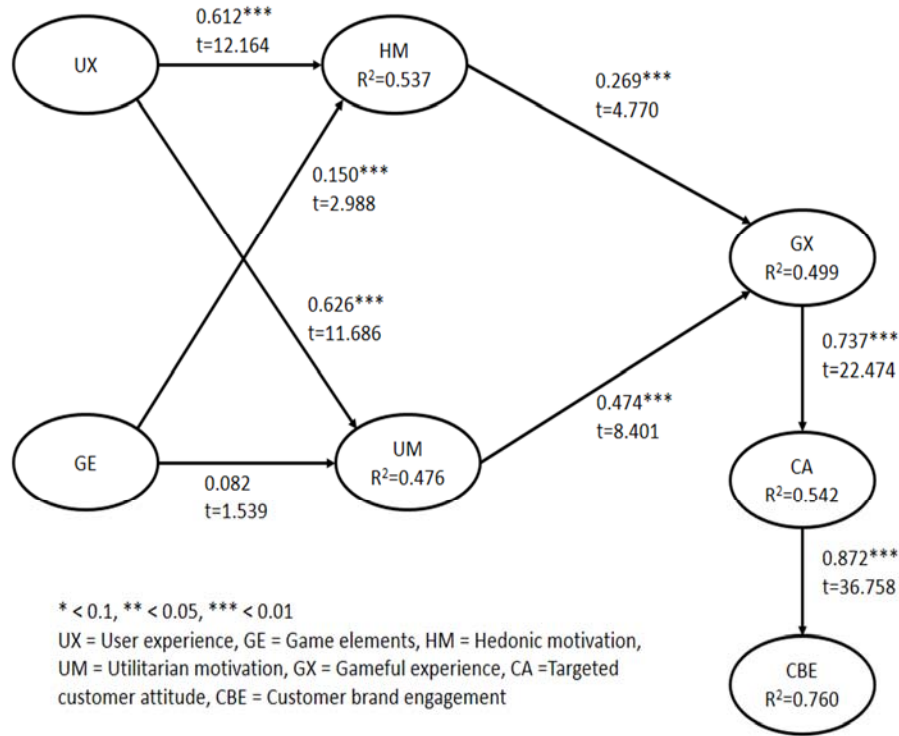 0.612***
t=12.164
UX
HM
R²=0.537
0.269***
t=4.770
0.150***
t=2.988
GX
R²=0.499
0.626***
t=11.686
0.737***
t=22.474
0.474***
t=8.401
GE
UM
R²=0.476
0.082
t=1.539
CA
R²=0.542
0.872***
t=36.758
* < 0.1, ** < 0.05, *** < 0.01
UX = User experience, GE = Game elements, HM = Hedonic motivation,
UM = Utilitarian motivation, GX = Gameful experience, CA =Targeted
customer attitude, CBE = Customer brand engagement
CBE
R²=0.760